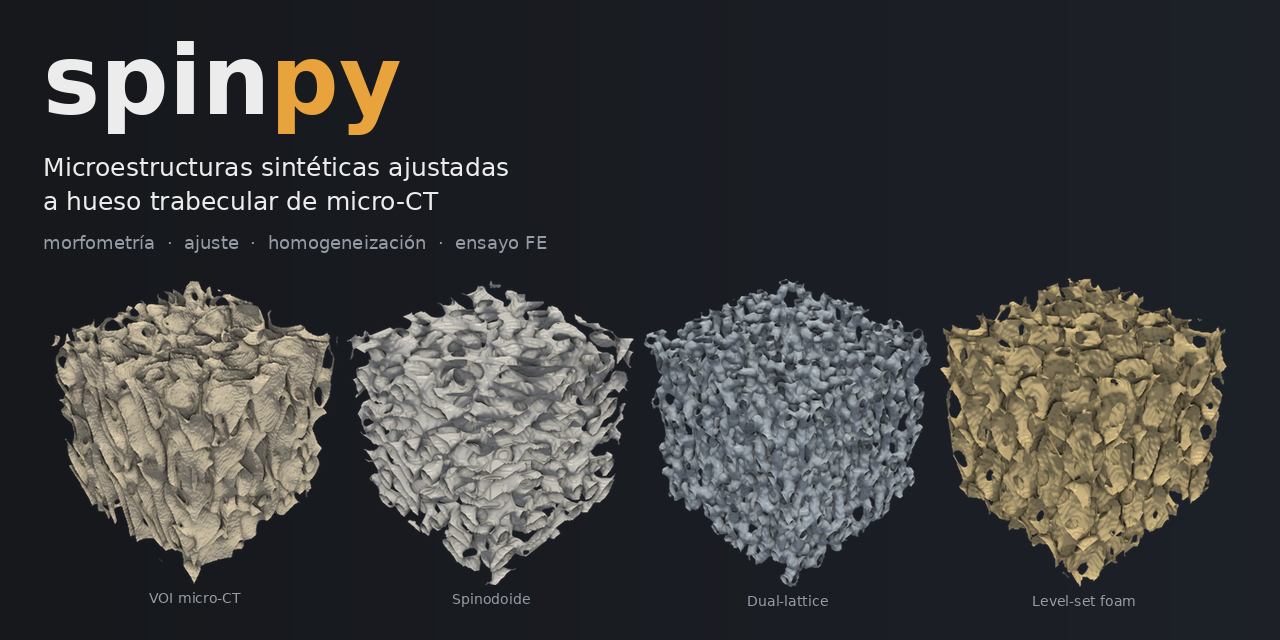 spinpy
Microestructuras sintéticas ajustadas
a hueso trabecular de micro-CT
morfometría · ajuste · homogeneización · ensayo FE
VOI micro-CT
Spinodoide
Dual-lattice
Level-set foam